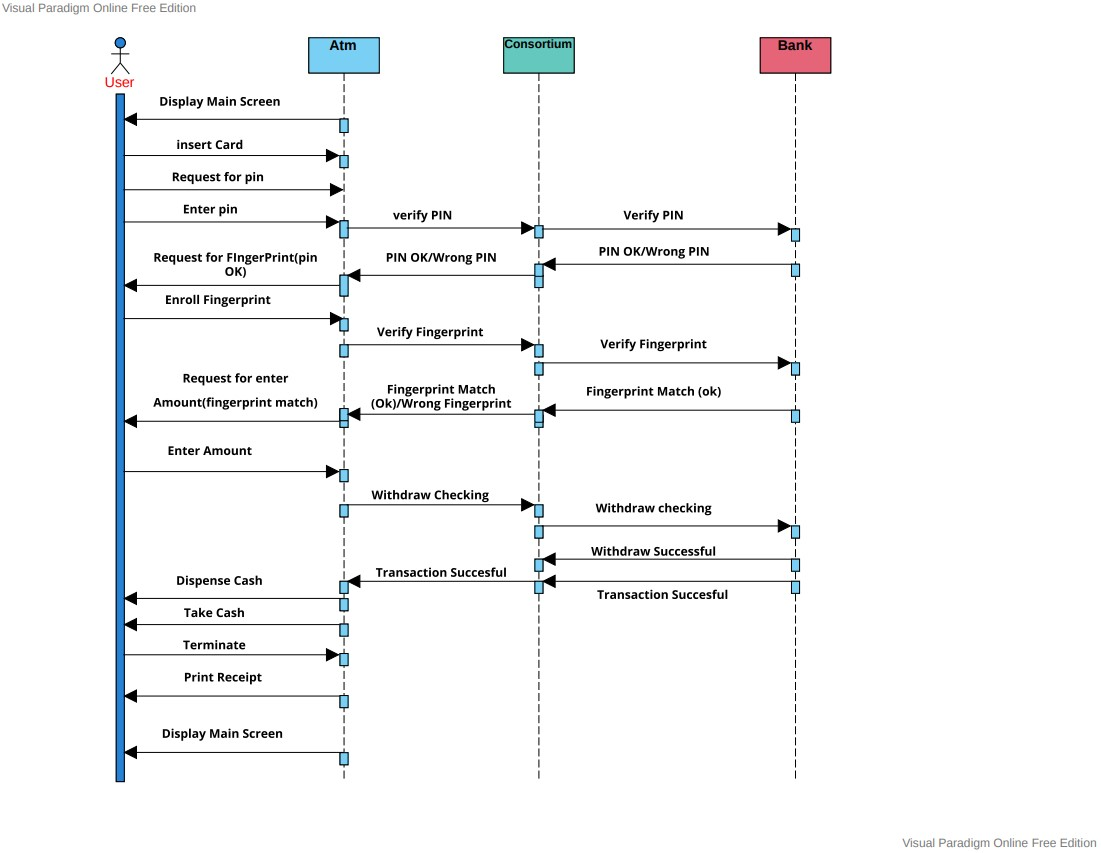 Visual Paradigm Online Free Edition
Atm
Consortium
Bank
User
Display Main Screen
insert Card
Request for pin
Enter pin
verify PIN
Verify PIN
PIN OK/Wrong PIN
PIN OK/Wrong PIN
Request for FIngerPrint(pin
OK)
Enroll Fingerprint
Verify Fingerprint
Verify Fingerprint
Request for enter
Amount(fingerprint match)
Fingerprint Match
(Ok)/Wrong Fingerprint
Fingerprint Match (ok)
Enter Amount
Withdraw Checking
Withdraw checking
Withdraw Successful
Transaction Succesful
Dispense Cash
Transaction Succesful
Take Cash
Terminate
Print Receipt
Display Main Screen
Visual Paradigm Online Free Edition